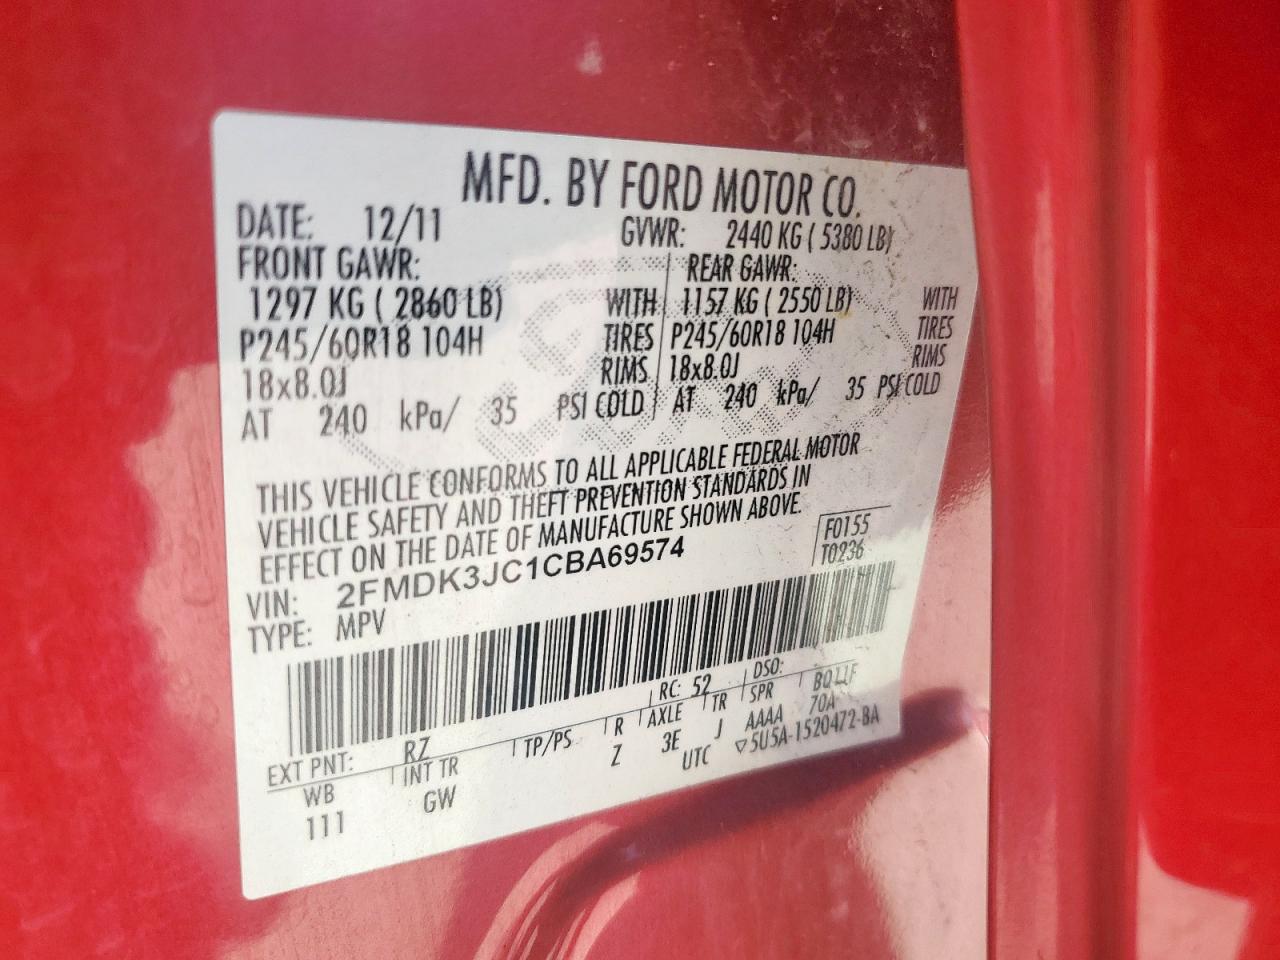 MFD. BY FORD MOTOR CO.
DATE: 12/11 GVWR: 2440 KG ( 5380 LB)
FRONT GAWR: REAR GAWR:
1297 KG ( 2860 LB) WITH 1157 KG ( 2550 LB) WITH
P245/60R18 104H TIRES P245/60R18 104H TIRES
18x8.0J RIMS 18x8.0J RIMS
AT 240 kPa/ 35 PSI COLD AT 240 kPa/ 35 PSI COLD
THIS VEHICLE CONFORMS TO ALL APPLICABLE FEDERAL MOTOR
VEHICLE SAFETY AND THEFT PREVENTION STANDARDS IN
EFFECT ON THE DATE OF MANUFACTURE SHOWN ABOVE.
VIN: 2FMDK3JC1CBA69574 F0155
TYPE: MPV T0236
EXT PNT: RZ RC: 52 DSO:
WB INT TR TP/PS R AXLE TR SPR
111 GW Z 3E J AAAA 70A
UTC ▽5U5A-1520472-BA